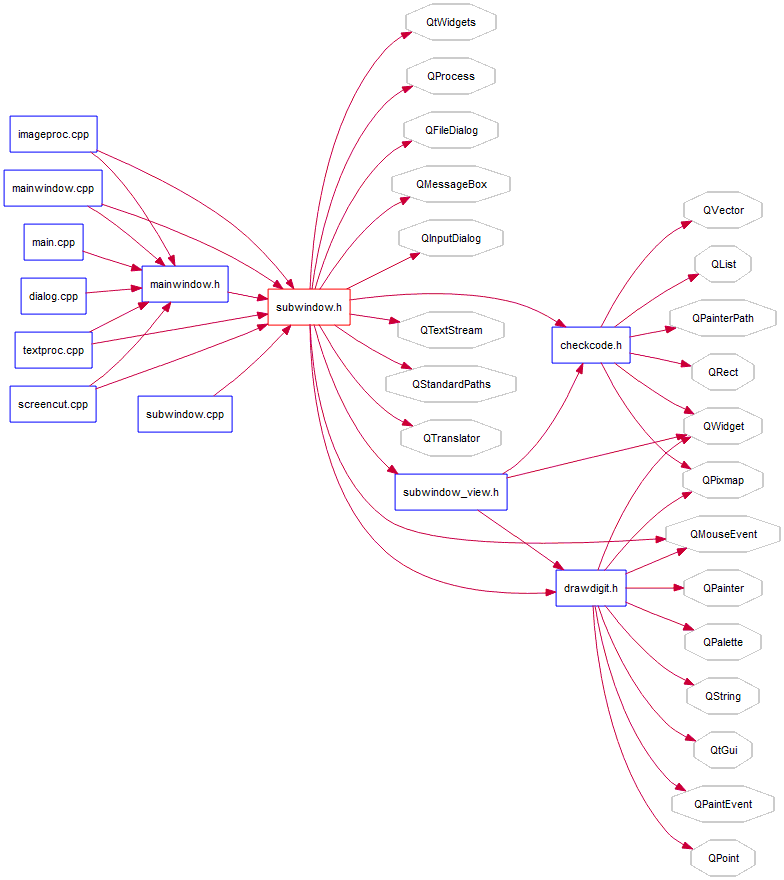 QtWidgets
QProcess
QFileDialog
QMessageBox
QInputDialog
imageproc.cpp
mainwindow.cpp
main.cpp
dialog.cpp
textproc.cpp
screencut.cpp
mainwindow.h
subwindow.cpp
subwindow.h
QTextStream
QStandardPaths
QTranslator
subwindow_view.h
checkcode.h
drawdigit.h
QVector
QList
QPainterPath
QRect
QWidget
QPixmap
QMouseEvent
QPainter
QPalette
QString
QtGui
QPaintEvent
QPoint